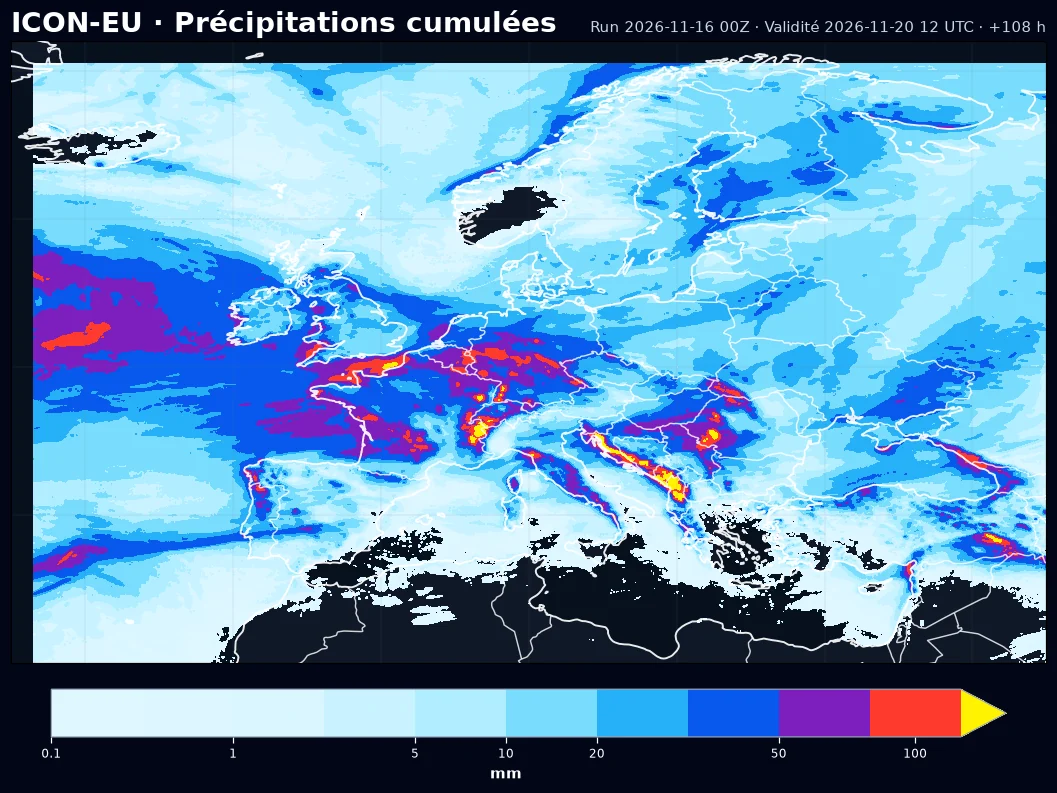 ICON-EU · Précipitations cumulées
Run 2026-11-16 00Z · Validité 2026-11-20 12 UTC · +108 h
0.1 1 5 10 20 50 100
mm